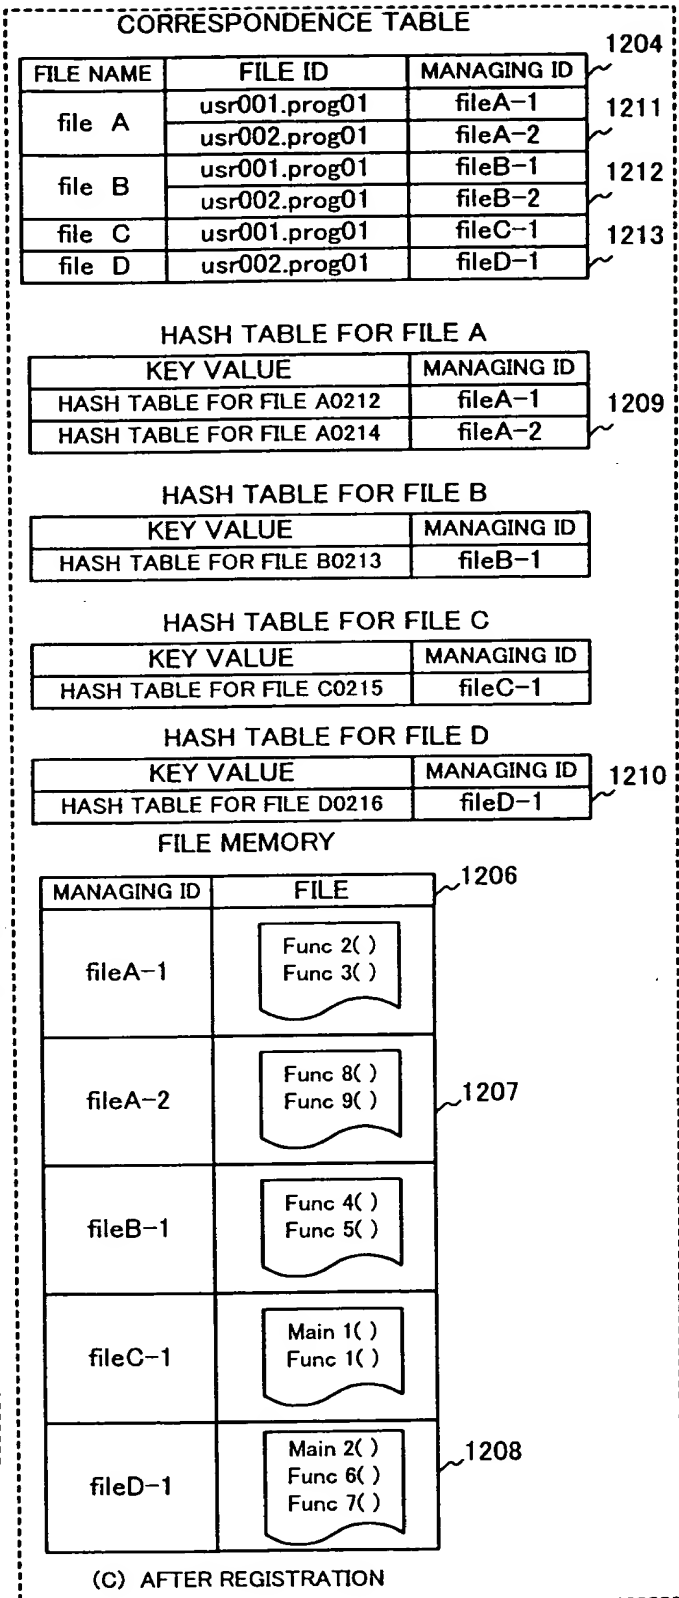 CORRESPONDENCE TABLE
1204
FILE NAME FILE ID MANAGING ID
file A usr001.prog01 fileA-1 1211
usr002.prog01 fileA-2
file B usr001.prog01 fileB-1 1212
usr002.prog01 fileB-2
file C usr001.prog01 fileC-1 1213
file D usr002.prog01 fileD-1
HASH TABLE FOR FILE A
KEY VALUE MANAGING ID
HASH TABLE FOR FILE A0212 fileA-1 1209
HASH TABLE FOR FILE A0214 fileA-2
HASH TABLE FOR FILE B
KEY VALUE MANAGING ID
HASH TABLE FOR FILE B0213 fileB-1
HASH TABLE FOR FILE C
KEY VALUE MANAGING ID
HASH TABLE FOR FILE C0215 fileC-1
HASH TABLE FOR FILE D
KEY VALUE MANAGING ID 1210
HASH TABLE FOR FILE D0216 fileD-1
FILE MEMORY
MANAGING ID FILE 1206
fileA-1
Func 2( )
Func 3( )
fileA-2 1207
Func 8( )
Func 9( )
fileB-1
Func 4( )
Func 5( )
fileC-1
Main 1( )
Func 1( )
fileD-1 1208
Main 2( )
Func 6( )
Func 7( )
(C) AFTER REGISTRATION